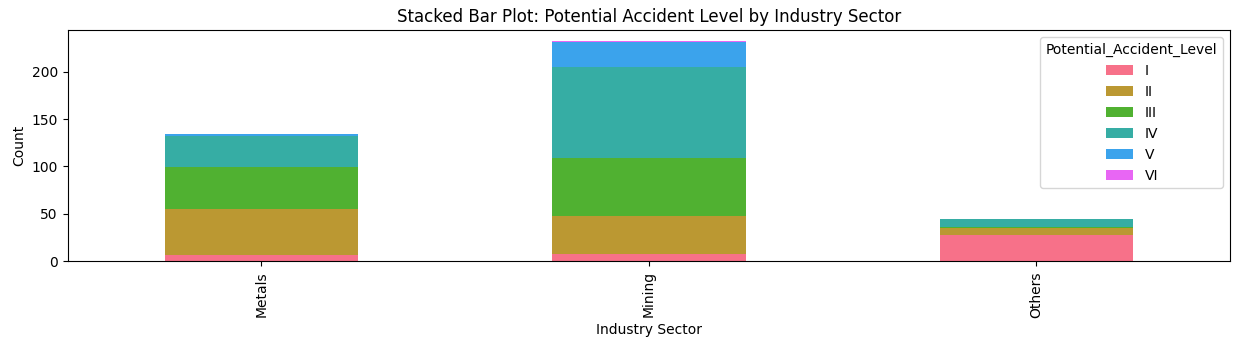 Stacked Bar Plot: Potential Accident Level by Industry Sector
Count
200
150
100
50
0
Potential_Accident_Level
I
II
III
IV
V
VI
Metals
Mining
Others
Industry Sector